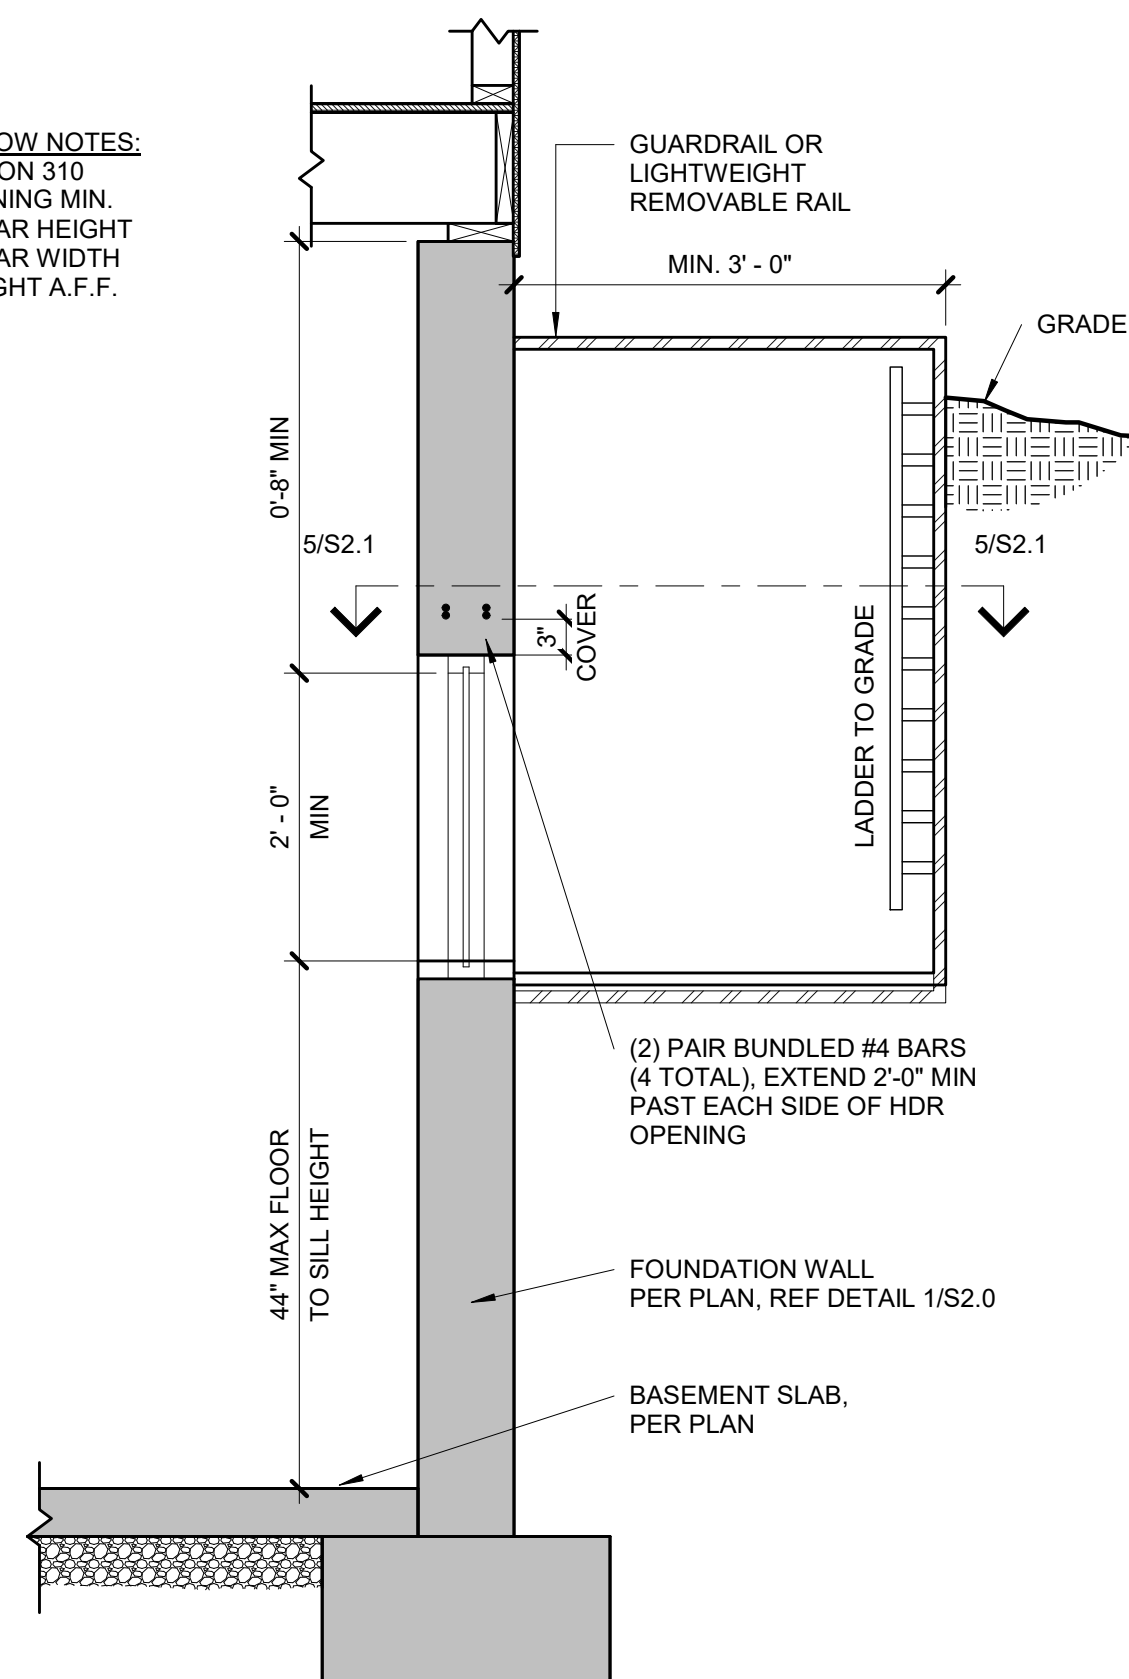 OW NOTES:
ON 310
NING MIN.
AR HEIGHT
AR WIDTH
GHT A.F.F.
GUARDRAIL OR
LIGHTWEIGHT
REMOVABLE RAIL
MIN. 3' - 0"
GRADE
0'-8" MIN
5/S2.1
5/S2.1
3"
COVER
LADDER TO GRADE
2' - 0"
MIN
(2) PAIR BUNDLED #4 BARS
(4 TOTAL), EXTEND 2'-0" MIN
PAST EACH SIDE OF HDR
OPENING
44" MAX FLOOR
TO SILL HEIGHT
FOUNDATION WALL
PER PLAN, REF DETAIL 1/S2.0
BASEMENT SLAB,
PER PLAN